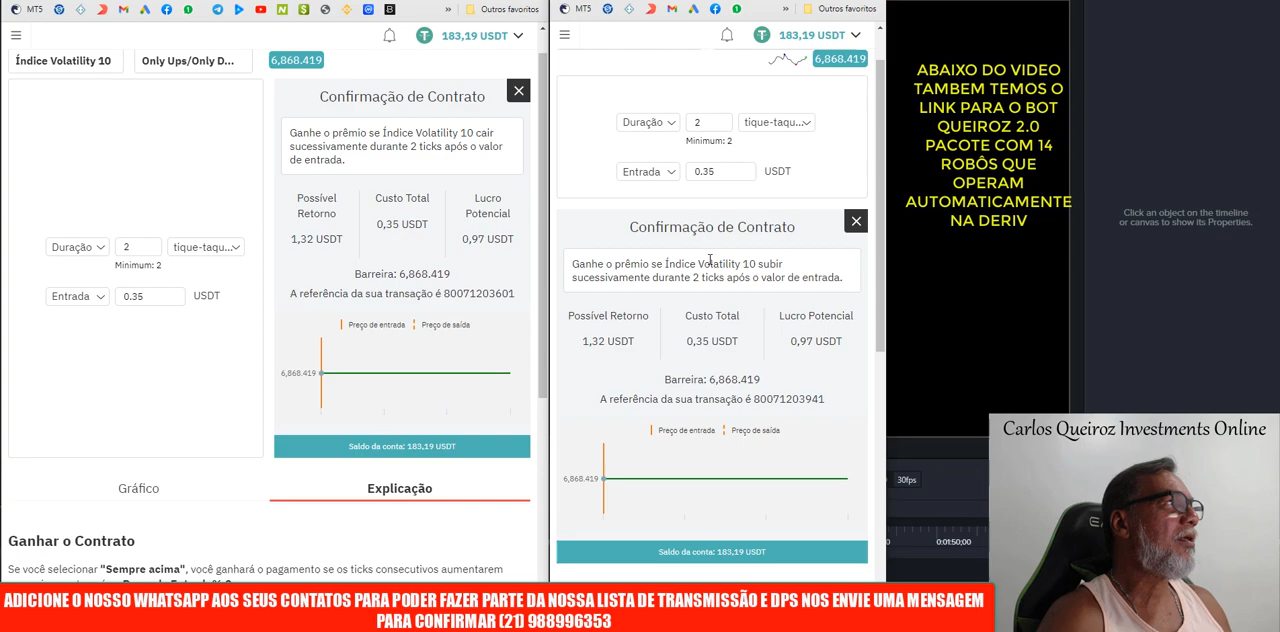 MT5
Outros favoritos
183,19 USDT
Índice Volatility 10
Only Ups/Only D...
6,868.419
Confirmação de Contrato
Ganhe o prêmio se Índice Volatility 10 cair
sucessivamente durante 2 ticks após o valor
de entrada.
Possível
Retorno
1,32 USDT
Custo Total
0,35 USDT
Lucro
Potencial
0,97 USDT
Duração
2
tique-taqu...
Minimum: 2
Entrada
0.35
USDT
Barreira: 6,868.419
A referência da sua transação é 80071203601
Preço de entrada
Preço de saída
6,868.419
Saldo da conta: 183,19 USDT
Gráfico
Explicação
Ganhar o Contrato
Se você selecionar "Sempre acima", você ganhará o pagamento se os ticks consecutivos aumentarem
MT5
Outros favoritos
183,19 USDT
6,868.419
Duração
2
tique-taqu...
Minimum: 2
Entrada
0.35
USDT
Confirmação de Contrato
Ganhe o prêmio se Índice Volatility 10 subir
sucessivamente durante 2 ticks após o valor de entrada.
Possível Retorno
1,32 USDT
Custo Total
0,35 USDT
Lucro Potencial
0,97 USDT
Barreira: 6,868.419
A referência da sua transação é 80071203941
Preço de entrada
Preço de saída
6,868.419
Saldo da conta: 183,19 USDT
ABAIXO DO VIDEO
TAMBEM TEMOS O
LINK PARA O BOT
QUEIROZ 2.0
PACOTE COM 14
ROBÔS QUE
OPERAM
AUTOMATICAMENTE
NA DERIV
Click an object on the timeline
or canvas to show its Properties.
Carlos Queiroz Investments Online
30fps
0:01:50;00
ADICIONE O NOSSO WHATSAPP AOS SEUS CONTATOS PARA PODER FAZER PARTE DA NOSSA LISTA DE TRANSMISSÃO E DPS NOS ENVIE UMA MENSAGEM
PARA CONFIRMAR (21) 988996353